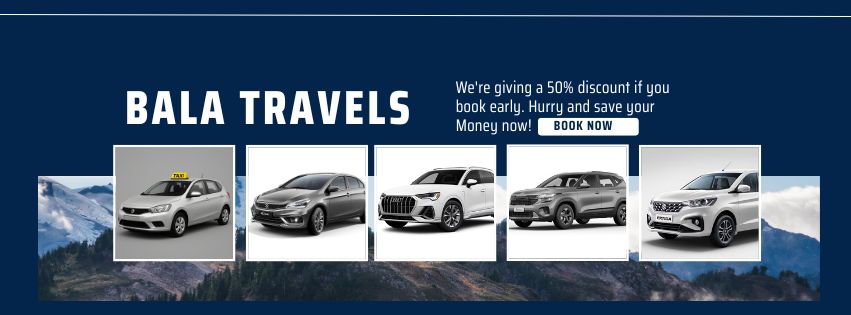 BALA TRAVELS
We're giving a 50% discount if you
book early. Hurry and save your
Money now! BOOK NOW
TAXI
ERTIGA